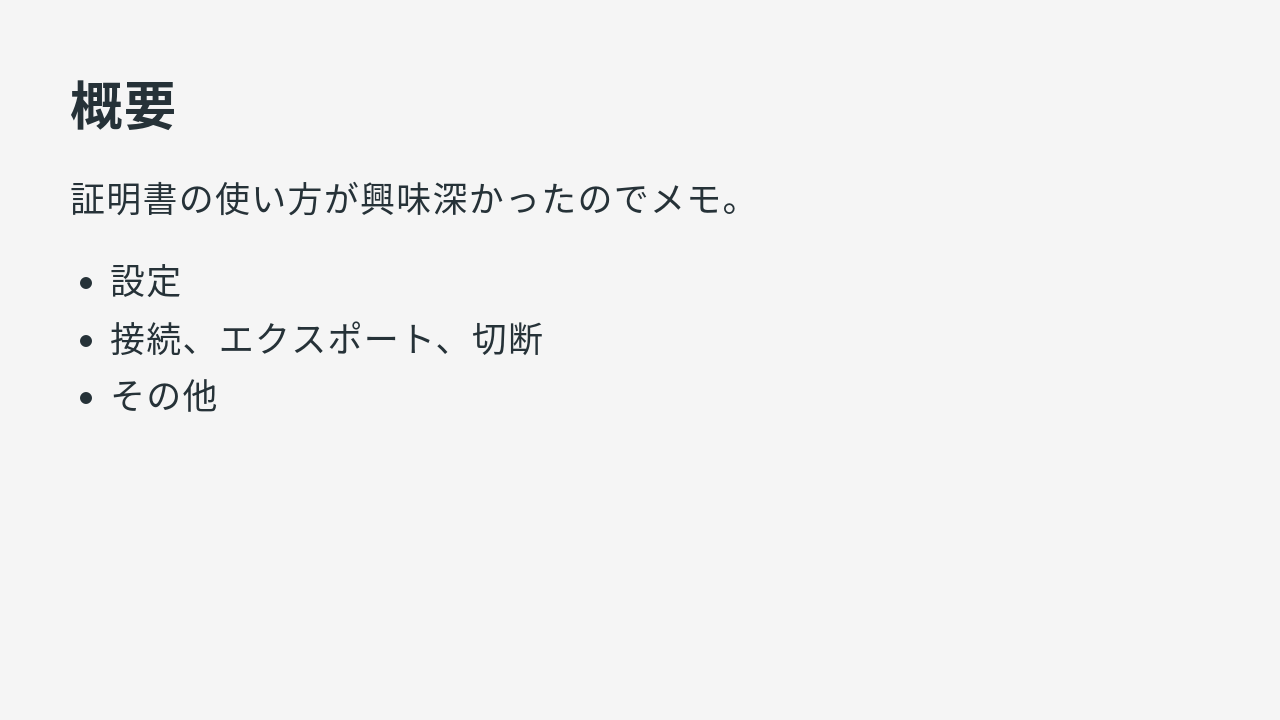 概要
証明書の使い方が興味深かったのでメモ。
設定
接続、エクスポート、切断
その他